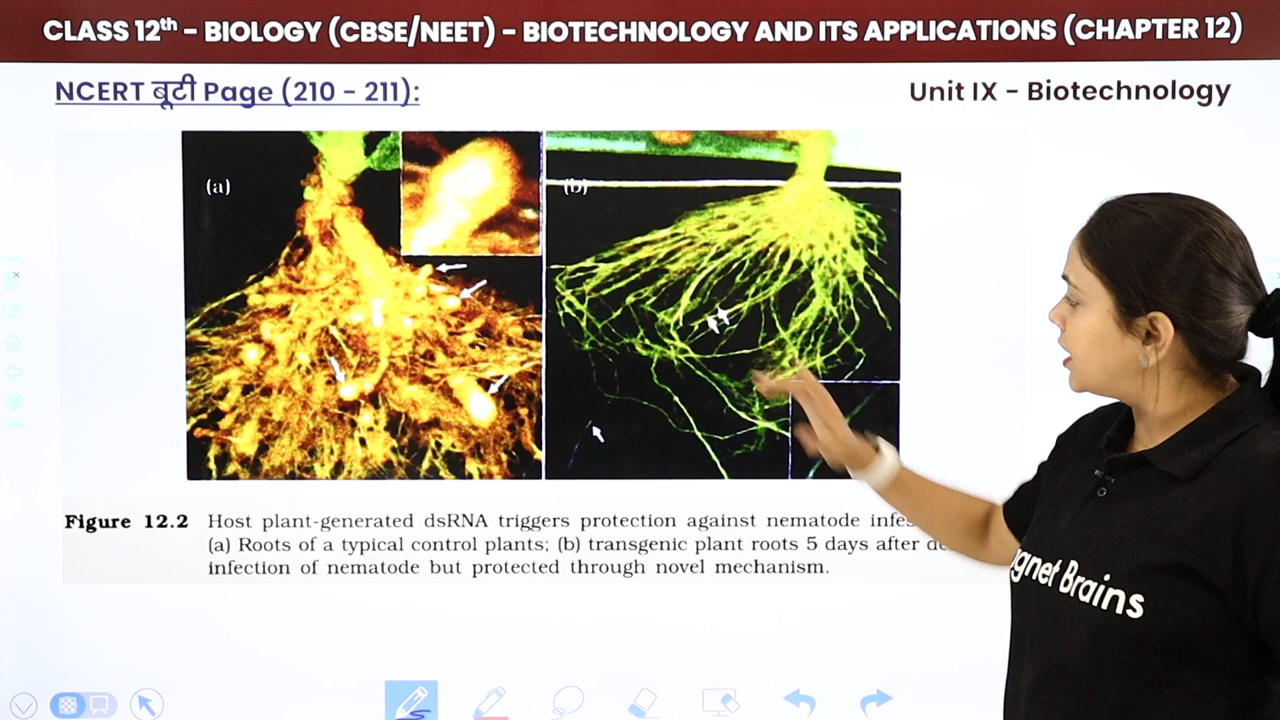 CLASS 12th - BIOLOGY (CBSE/NEET) - BIOTECHNOLOGY AND ITS APPLICATIONS (CHAPTER 12)
NCERT बूटी Page (210 - 211):
Unit IX - Biotechnology
(a)
(b)
Figure 12.2 Host plant-generated dsRNA triggers protection against nematode
(a) Roots of a typical control plants; (b) transgenic plant roots 5 days after
infection of nematode but protected through novel mechanism.
Brains